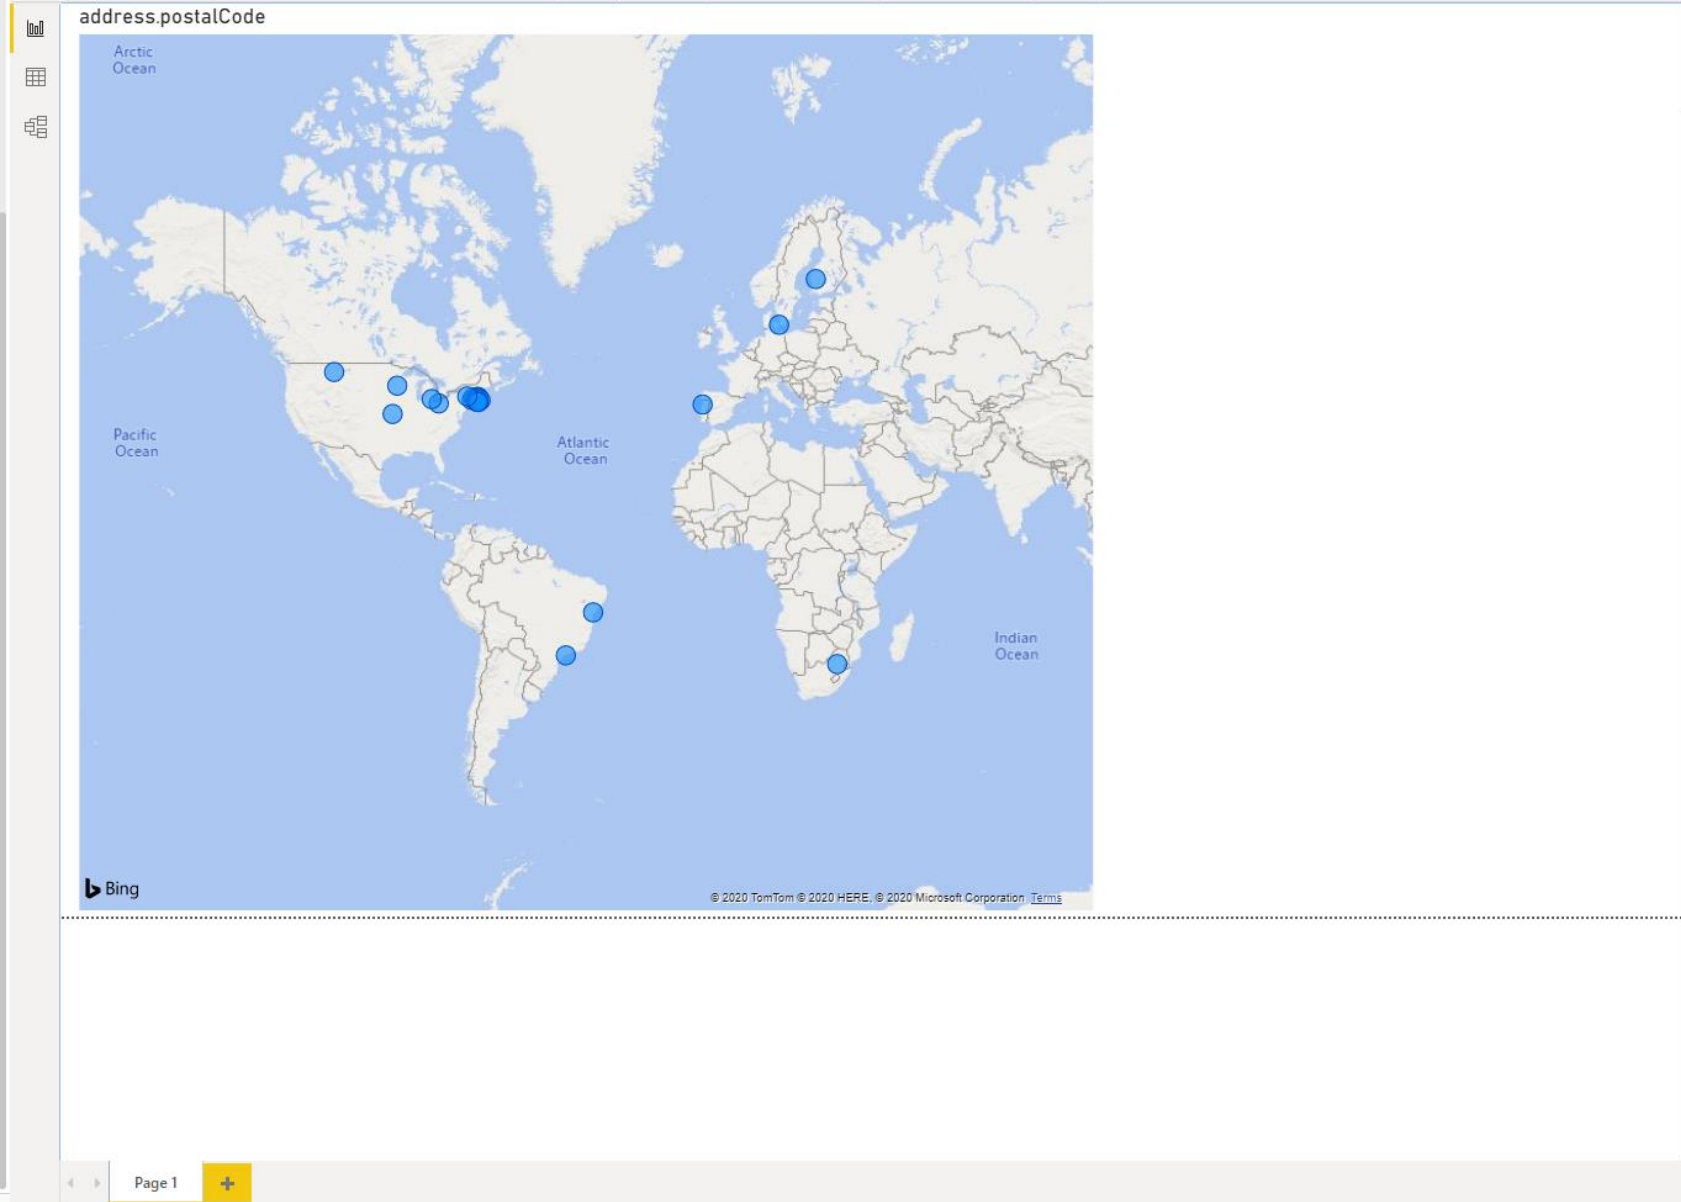 address.postalCode
Arctic
Ocean
Pacific
Ocean
Atlantic
Ocean
Indian
Ocean
Bing
© 2020 TomTom © 2020 HERE, © 2020 Microsoft Corporation Terms
Page 1